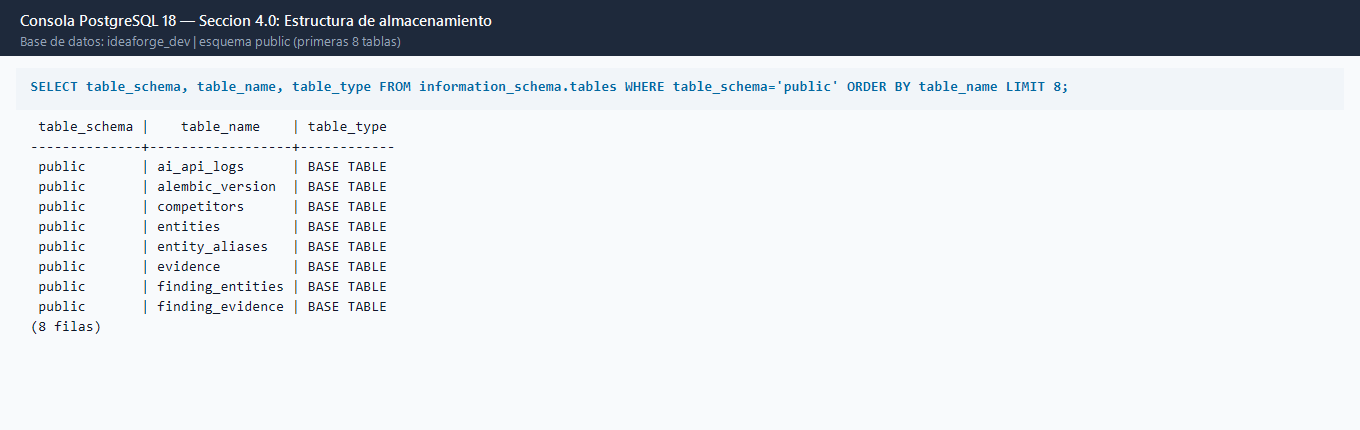 Consola PostgreSQL 18 — Seccion 4.0: Estructura de almacenamiento
Base de datos: ideaforge_dev | esquema public (primeras 8 tablas)
SELECT table_schema, table_name, table_type FROM information_schema.tables WHERE table_schema='public' ORDER BY table_name LIMIT 8;
 table_schema |    table_name    | table_type
--------------+------------------+------------
 public       | ai_api_logs      | BASE TABLE
 public       | alembic_version  | BASE TABLE
 public       | competitors      | BASE TABLE
 public       | entities         | BASE TABLE
 public       | entity_aliases   | BASE TABLE
 public       | evidence         | BASE TABLE
 public       | finding_entities | BASE TABLE
 public       | finding_evidence | BASE TABLE
(8 filas)